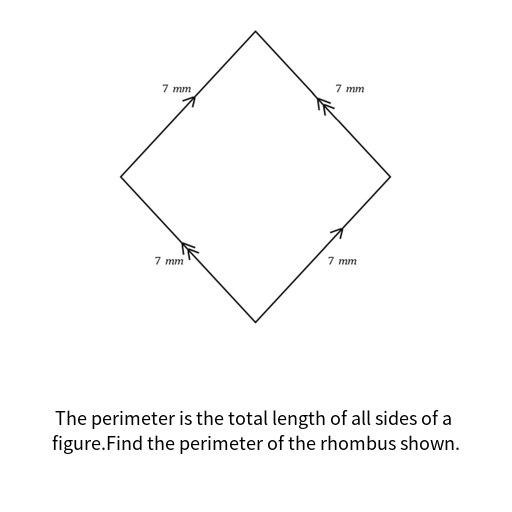 7 mm
7 mm
7 mm
7 mm
The perimeter is the total length of all sides of a
figure.Find the perimeter of the rhombus shown.